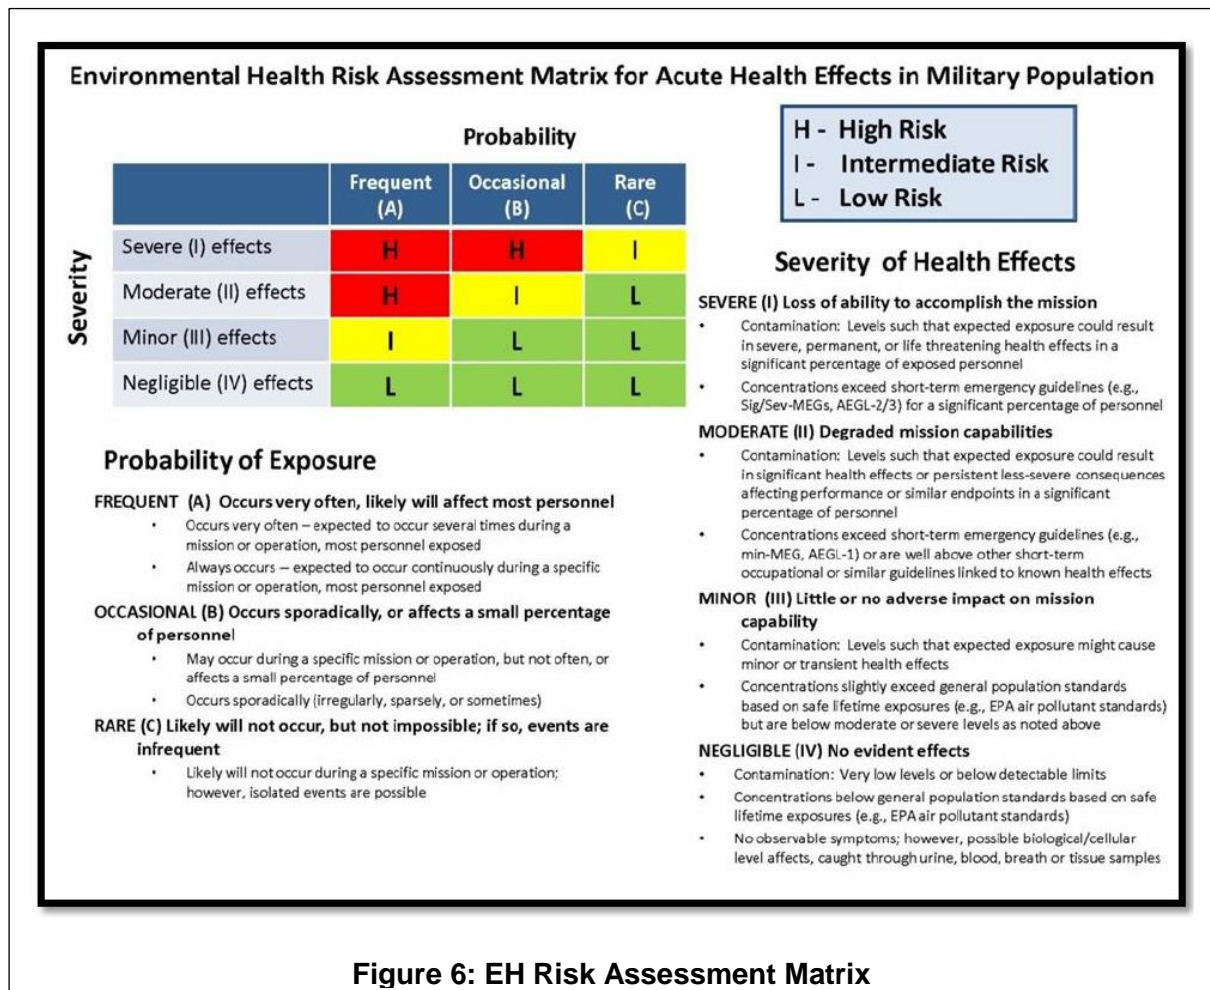 Environmental Health Risk Assessment Matrix for Acute Health Effects in Military Population
Probability
Severity
Frequent (A)
Occasional (B)
Rare (C)
Severe (I) effects
H
H
I
Moderate (II) effects
H
I
L
Minor (III) effects
I
L
L
Negligible (IV) effects
L
L
L
H - High Risk
I - Intermediate Risk
L - Low Risk
Probability of Exposure
FREQUENT (A) Occurs very often, likely will affect most personnel
• Occurs very often – expected to occur several times during a
mission or operation, most personnel exposed
• Always occurs – expected to occur continuously during a specific
mission or operation, most personnel exposed
OCCASIONAL (B) Occurs sporadically, or affects a small percentage
of personnel
• May occur during a specific mission or operation, but not often, or
affects a small percentage of personnel
• Occurs sporadically (irregularly, sparsely, or sometimes)
RARE (C) Likely will not occur, but not impossible; if so, events are
infrequent
• Likely will not occur during a specific mission or operation;
however, isolated events are possible
Severity of Health Effects
SEVERE (I) Loss of ability to accomplish the mission
• Contamination: Levels such that expected exposure could result
in severe, permanent, or life threatening health effects in a
significant percentage of exposed personnel
• Concentrations exceed short-term emergency guidelines (e.g.,
Sig/Sev-MEGs, AEGL-2/3) for a significant percentage of personnel
MODERATE (II) Degraded mission capabilities
• Contamination: Levels such that expected exposure could result
in significant health effects or persistent less-severe consequences
affecting performance or similar endpoints in a significant
percentage of personnel
• Concentrations exceed short-term emergency guidelines (e.g.,
min-MEG, AEGL-1) or are well above other short-term
occupational or similar guidelines linked to known health effects
MINOR (III) Little or no adverse impact on mission
capability
• Contamination: Levels such that expected exposure might cause
minor or transient health effects
• Concentrations slightly exceed general population standards
based on safe lifetime exposures (e.g., EPA air pollutant standards)
but are below moderate or severe levels as noted above
NEGLIGIBLE (IV) No evident effects
• Contamination: Very low levels or below detectable limits
• Concentrations below general population standards based on safe
lifetime exposures (e.g., EPA air pollutant standards)
• No observable symptoms; however, possible biological/cellular
level affects, caught through urine, blood, breath or tissue samples
Figure 6: EH Risk Assessment Matrix